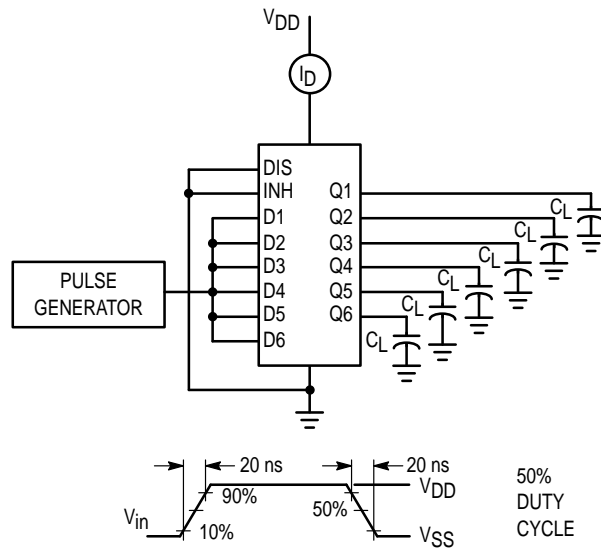 VDD
ID
DIS
INH
D1
D2
D3
D4
D5
D6
Q1
Q2
Q3
Q4
Q5
Q6
CL
CL
CL
CL
CL
CL
PULSE
GENERATOR
20 ns
20 ns
90%
50%
10%
Vin
VDD
VSS
50%
DUTY
CYCLE